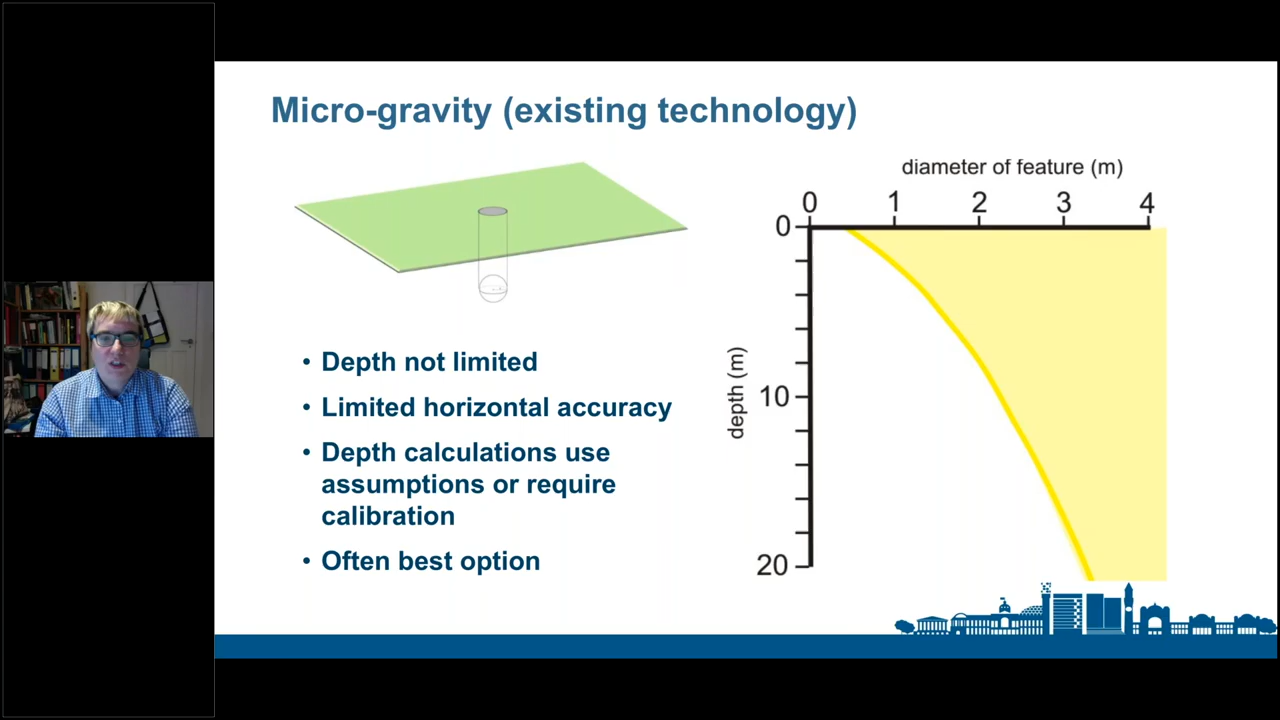 Micro-gravity (existing technology)
• Depth not limited
• Limited horizontal accuracy
• Depth calculations use
assumptions or require
calibration
• Often best option
diameter of feature (m)
0 1 2 3 4
0
10
20
depth (m)